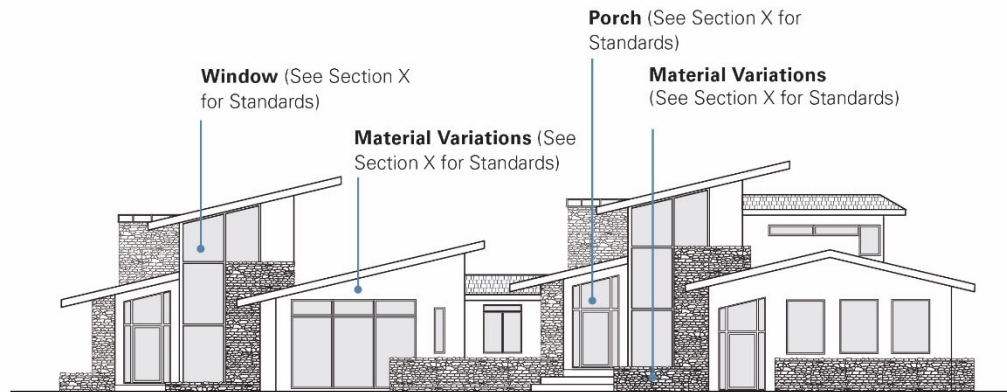 Porch (See Section X for
Standards)
Window (See Section X
for Standards)
Material Variations
(See Section X for Standards)
Material Variations (See
Section X for Standards)